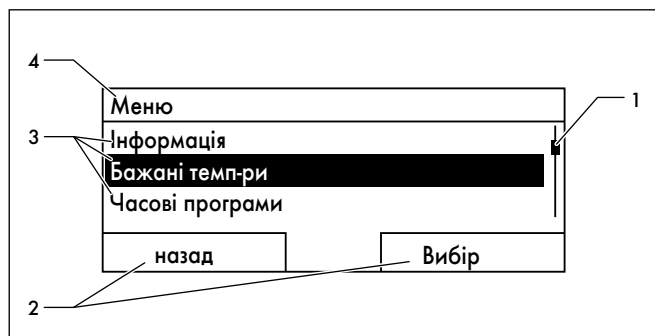 4
Меню
1
3
Інформація
Бажані темп-ри
Часові програми
назад
Вибір
2